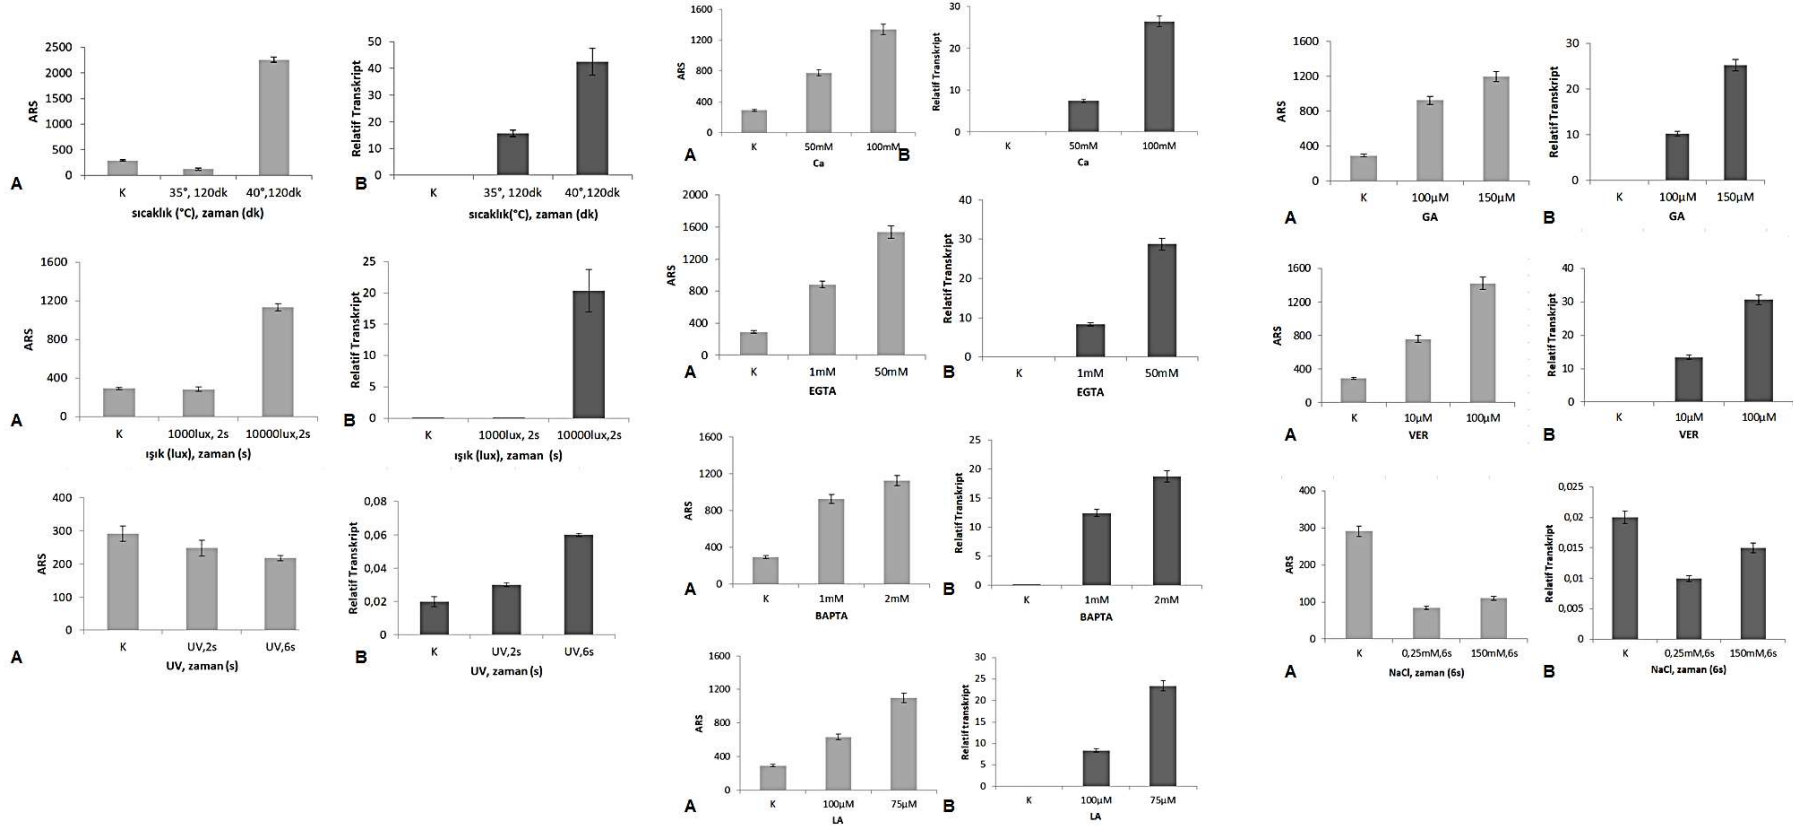 2500
2000
1500
1000
500
0
ARS
K 35°, 120dk 40°,120dk
sıcaklık (°C), zaman (dk)
A
50
40
30
20
10
0
Relatif Transkript
K 35°, 120dk 40°,120dk
sıcaklık(°C), zaman (dk)
B
1600
1200
800
400
0
ARS
K 1000lux, 2s 10000lux,2s
ışık (lux), zaman (s)
A
25
20
15
10
5
0
Relatif Transkript
K 1000lux, 2s 10000lux,2s
ışık (lux), zaman (s)
B
400
300
200
100
0
ARS
K UV,2s UV,6s
UV, zaman (s)
A
0,08
0,06
0,04
0,02
0
Relatif Transkript
K UV,2s UV,6s
UV, zaman (s)
B
1600
1200
800
400
0
ARS
K 50mM 100mM
Ca
A
30
20
10
0
Relatif Transkript
K 50mM 100mM
Ca
B
2000
1600
1200
800
400
0
ARS
K 1mM 50mM
EGTA
A
40
30
20
10
0
Relatif Transkript
K 1mM 50mM
EGTA
B
1600
1200
800
400
0
ARS
K 1mM 2mM
BAPTA
A
25
20
15
10
5
0
Relatif Transkript
K 1mM 2mM
BAPTA
B
1600
1200
800
400
0
ARS
K 100µM 75µM
LA
A
30
25
20
15
10
5
0
Relatif transkript
K 100µM 75µM
LA
B
1600
1200
800
400
0
ARS
K 100µM 150µM
GA
A
30
20
10
0
Relatif Transkript
K 100µM 150µM
GA
B
1600
1200
800
400
0
ARS
K 10µM 100µM
VER
A
40
30
20
10
0
Relatif Transkript
K 10µM 100µM
VER
B
400
300
200
100
0
ARS
K 0,25mM,6s 150mM,6s
NaCl, zaman (6s)
A
0,025
0,02
0,015
0,01
0,005
0
Relatif Transkript
K 0,25mM,6s 150mM,6s
NaCl, zaman (6s)
B